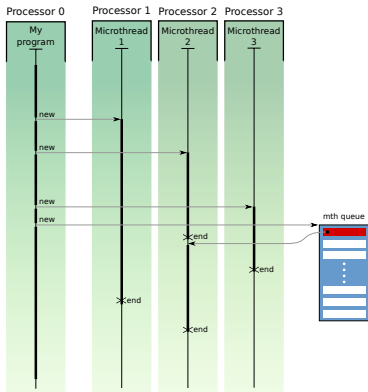 Processor 0
Processor 1
Processor 2
Processor 3
My
program
Microthread
1
Microthread
2
Microthread
3
new
new
new
new
mth queue
end
end
end
end